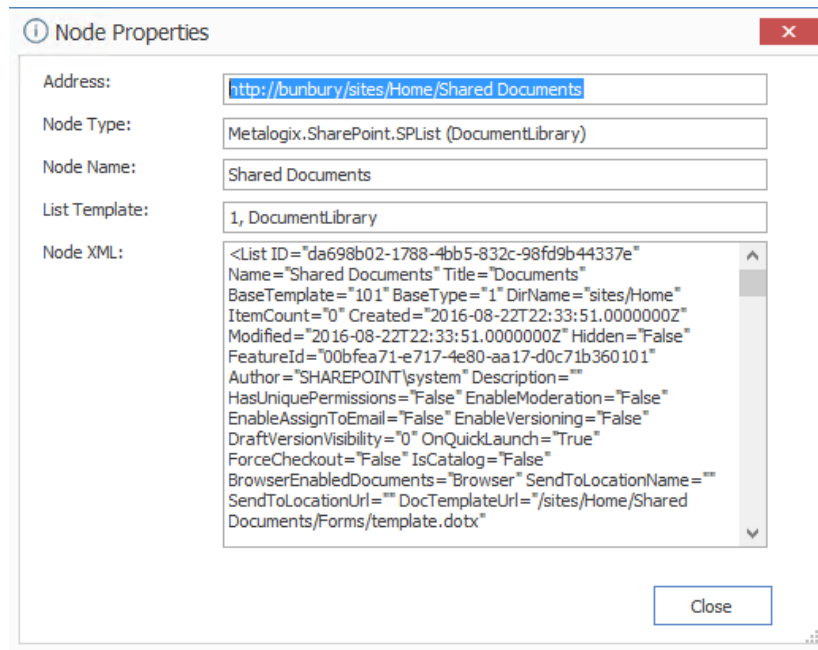 Node Properties
Address:
http://bunbury/sites/Home/Shared Documents
Node Type:
Metalogix.SharePoint.SPList (DocumentLibrary)
Node Name:
Shared Documents
List Template:
1, DocumentLibrary
Node XML:
<List ID="da698b02-1788-4bb5-832c-98fd9b44337e"
Name="Shared Documents" Title="Documents"
BaseTemplate="101" BaseType="1" DirName="sites/Home"
ItemCount="0" Created="2016-08-22T22:33:51.0000000Z"
Modified="2016-08-22T22:33:51.0000000Z" Hidden="False"
FeatureId="00bfea71-e717-4e80-aa17-d0c71b360101"
Author="SHAREPOINT\system" Description=""
HasUniquePermissions="False" EnableModeration="False"
EnableAssignToEmail="False" EnableVersioning="False"
DraftVersionVisibility="0" OnQuickLaunch="True"
ForceCheckout="False" IsCatalog="False"
BrowserEnabledDocuments="Browser" SendToLocationName=""
SendToLocationUrl="" DocTemplateUrl="/sites/Home/Shared
Documents/Forms/template.dotx"
Close